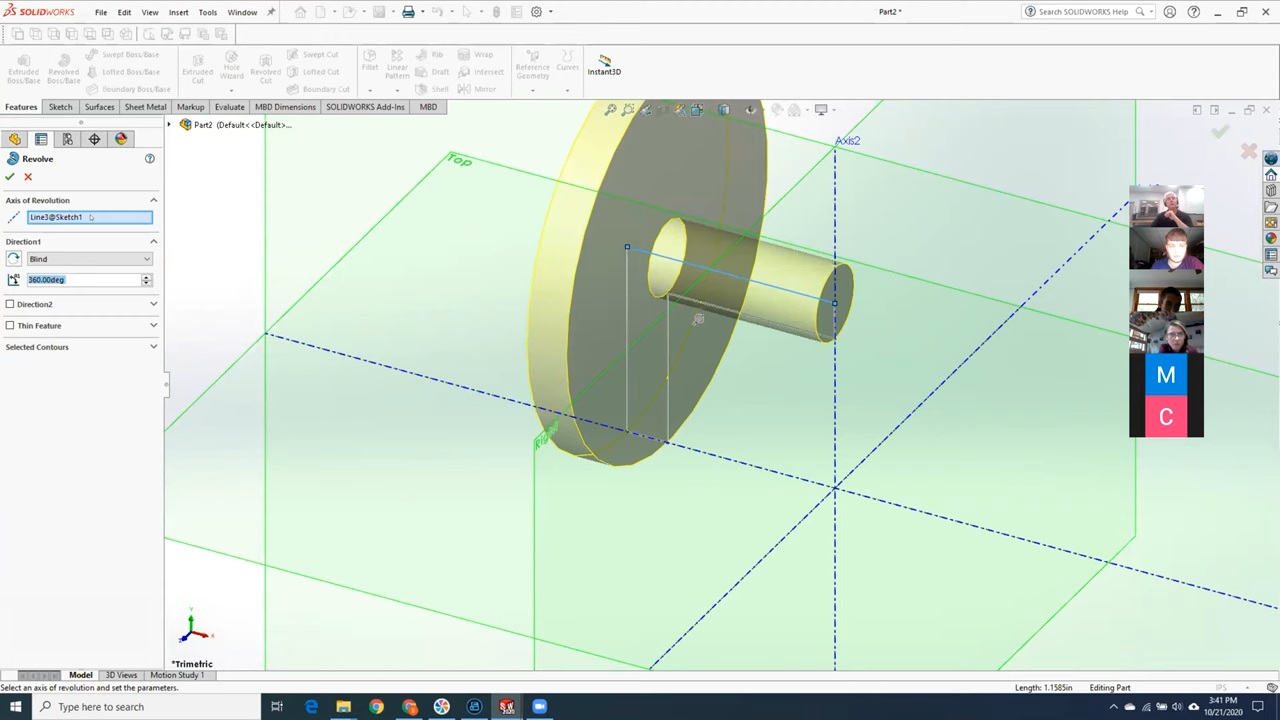 SOLIDWORKS File Edit View Insert Tools Window Part2 * Search SOLIDWORKS Help
Extruded Boss/Base
Revolved Boss/Base
Swept Boss/Base
Lofted Boss/Base
Boundary Boss/Base
Extruded Cut
Hole Wizard
Revolved Cut
Swept Cut
Lofted Cut
Boundary Cut
Fillet
Linear Pattern
Rib
Draft
Shell
Wrap
Intersect
Mirror
Reference Geometry
Curves
Instant3D
Features Sketch Surfaces Sheet Metal Markup Evaluate MBD Dimensions SOLIDWORKS Add-Ins MBD
Part2 (Default<<Default>...
Revolve
Axis of Revolution
Line3@Sketch1
Direction1
Blind
360.00deg
Direction2
Thin Feature
Selected Contours
Top
Axis2
Right
M
C
Y
X
Z
*Trimetric
Model 3D Views Motion Study 1
Select an axis of revolution and set the parameters. Length: 1.1585in Editing Part IPS
Type here to search
3:41 PM
10/21/2020